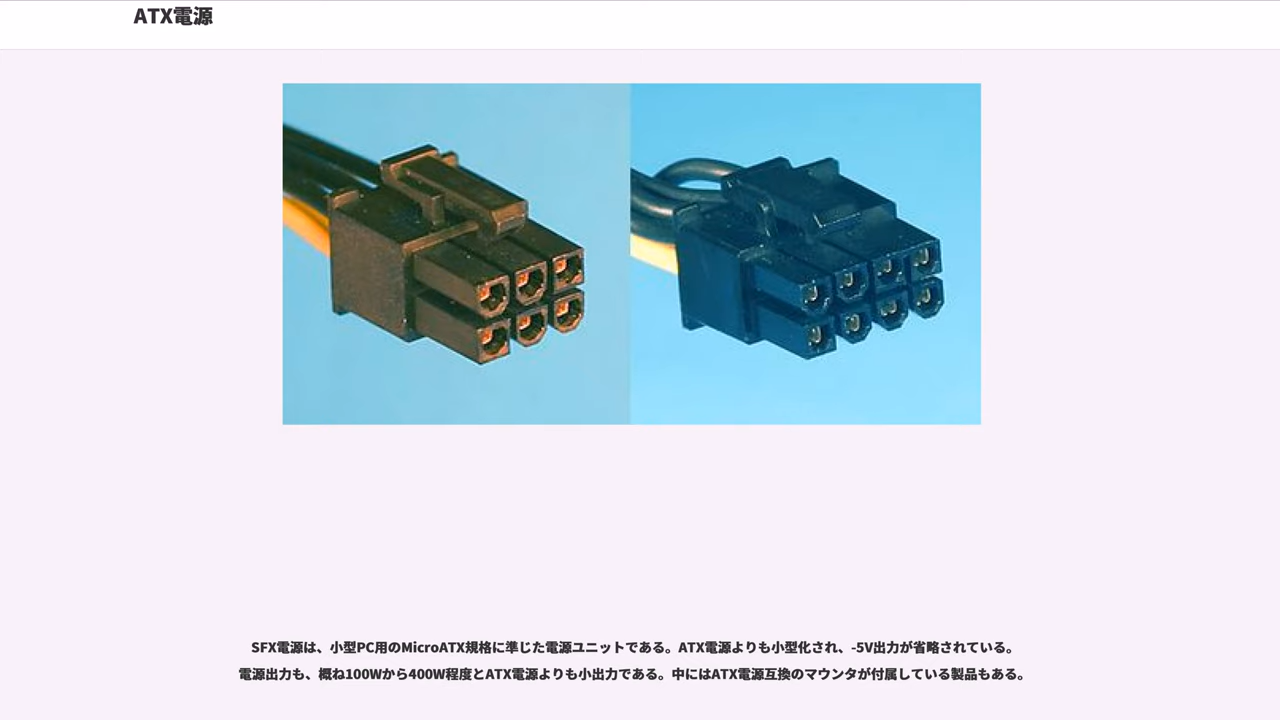 ATX電源
SFX電源は、小型PC用のMicroATX規格に準じた電源ユニットである。ATX電源よりも小型化され、-5V出力が省略されている。
電源出力も、概ね100Wから400W程度とATX電源よりも小出力である。中にはATX電源互換のマウンタが付属している製品もある。